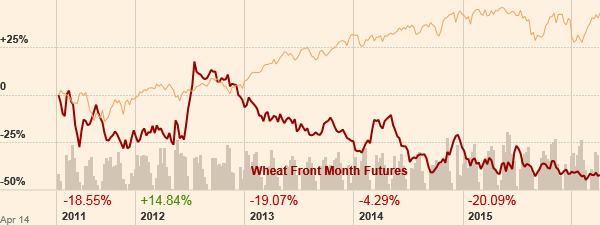 +25%
0
-25%
-50%
Wheat Front Month Futures
-18.55% +14.84% -19.07% -4.29% -20.09%
Apr 14 2011 2012 2013 2014 2015